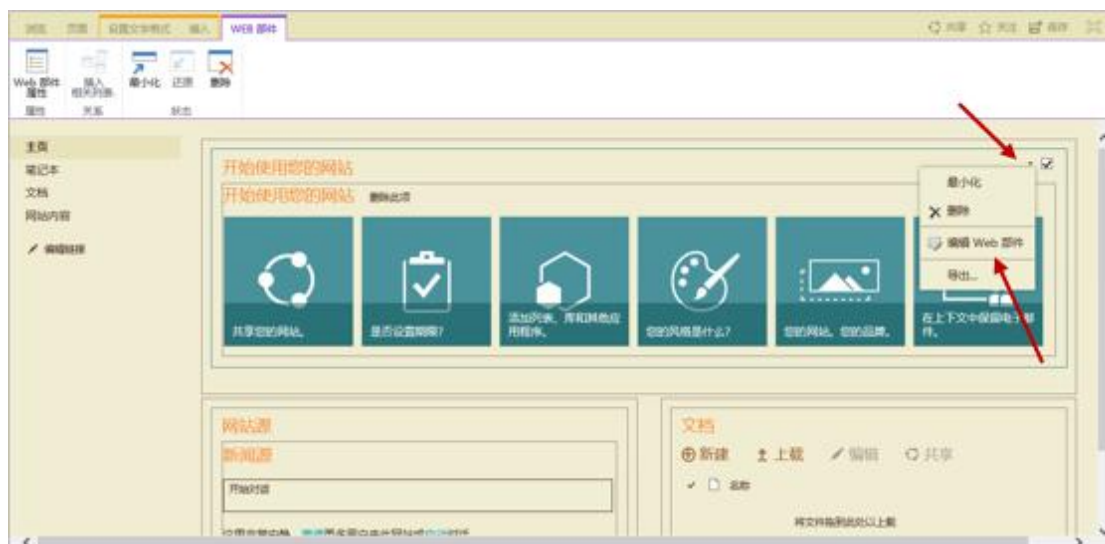 浏览 页面 设置文本格式 插入 WEB 部件 共享 关注 保存
Web 部件
属性
插入
相关列表
最小化 还原 删除
属性 关系 状态
主页
笔记本
文档
网站内容
编辑链接
开始使用您的网站
开始使用您的网站 删除此项
最小化
删除
编辑 Web 部件
导出...
共享您的网站。
是否设置期限?
添加列表、库和其他应
用程序。
您的风格是什么?
您的网站。您的品牌。
在上下文中保留电子邮
件。
网站源
新闻源
开始对话
文档
新建 上载 编辑 共享
名称
将文件拖到此处以上载